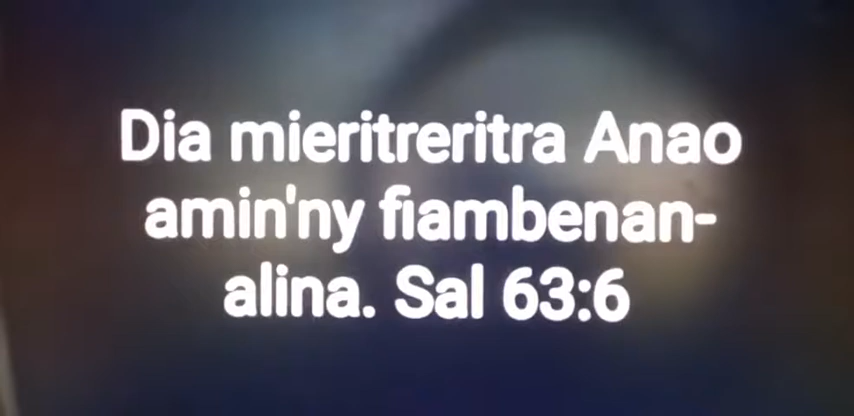 Dia mieritreritra Anao
amin'ny fiambenan-
alina. Sal 63:6